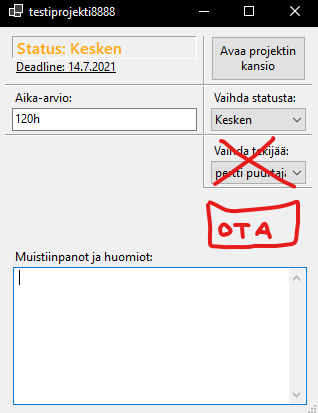 testiprojekti8888
Status: Kesken
Deadline: 14.7.2021
Avaa projektin
kansio
Aika-arvio:
120h
Vaihda statusta:
Kesken
Vaihda tekijää:
pertti puurtaja
OTA
Muistiinpanot ja huomiot: